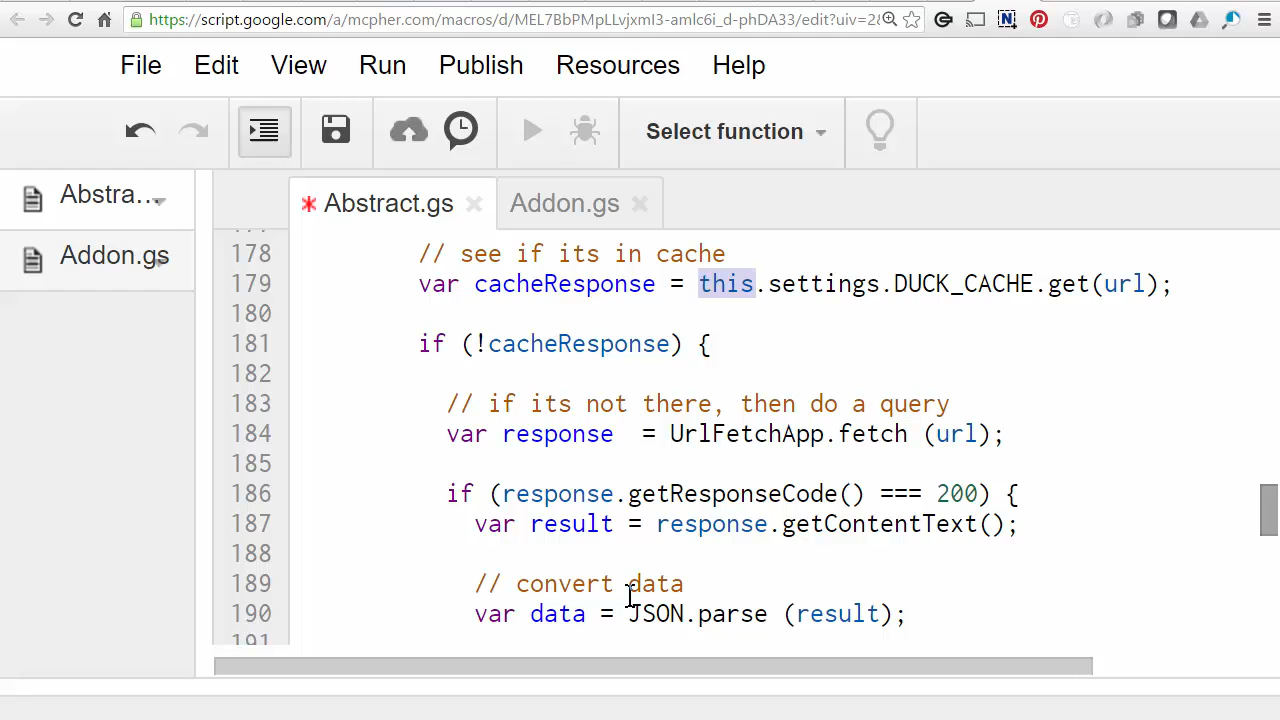 https://script.google.com/a/mcpher.com/macros/d/MEL7BDPMpLLvjxmI3-amlc6i_d-phDA33/edit?uiv=2&
File Edit View Run Publish Resources Help
Select function
Abstra...
Addon.gs
* Abstract.gs
Addon.gs
178 // see if its in cache
179 var cacheResponse = this.settings.DUCK_CACHE.get(url);
180
181 if (!cacheResponse) {
182
183 // if its not there, then do a query
184 var response = UrlFetchApp.fetch (url);
185
186 if (response.getResponseCode() === 200) {
187 var result = response.getContentText();
188
189 // convert data
190 var data = JSON.parse (result);
191